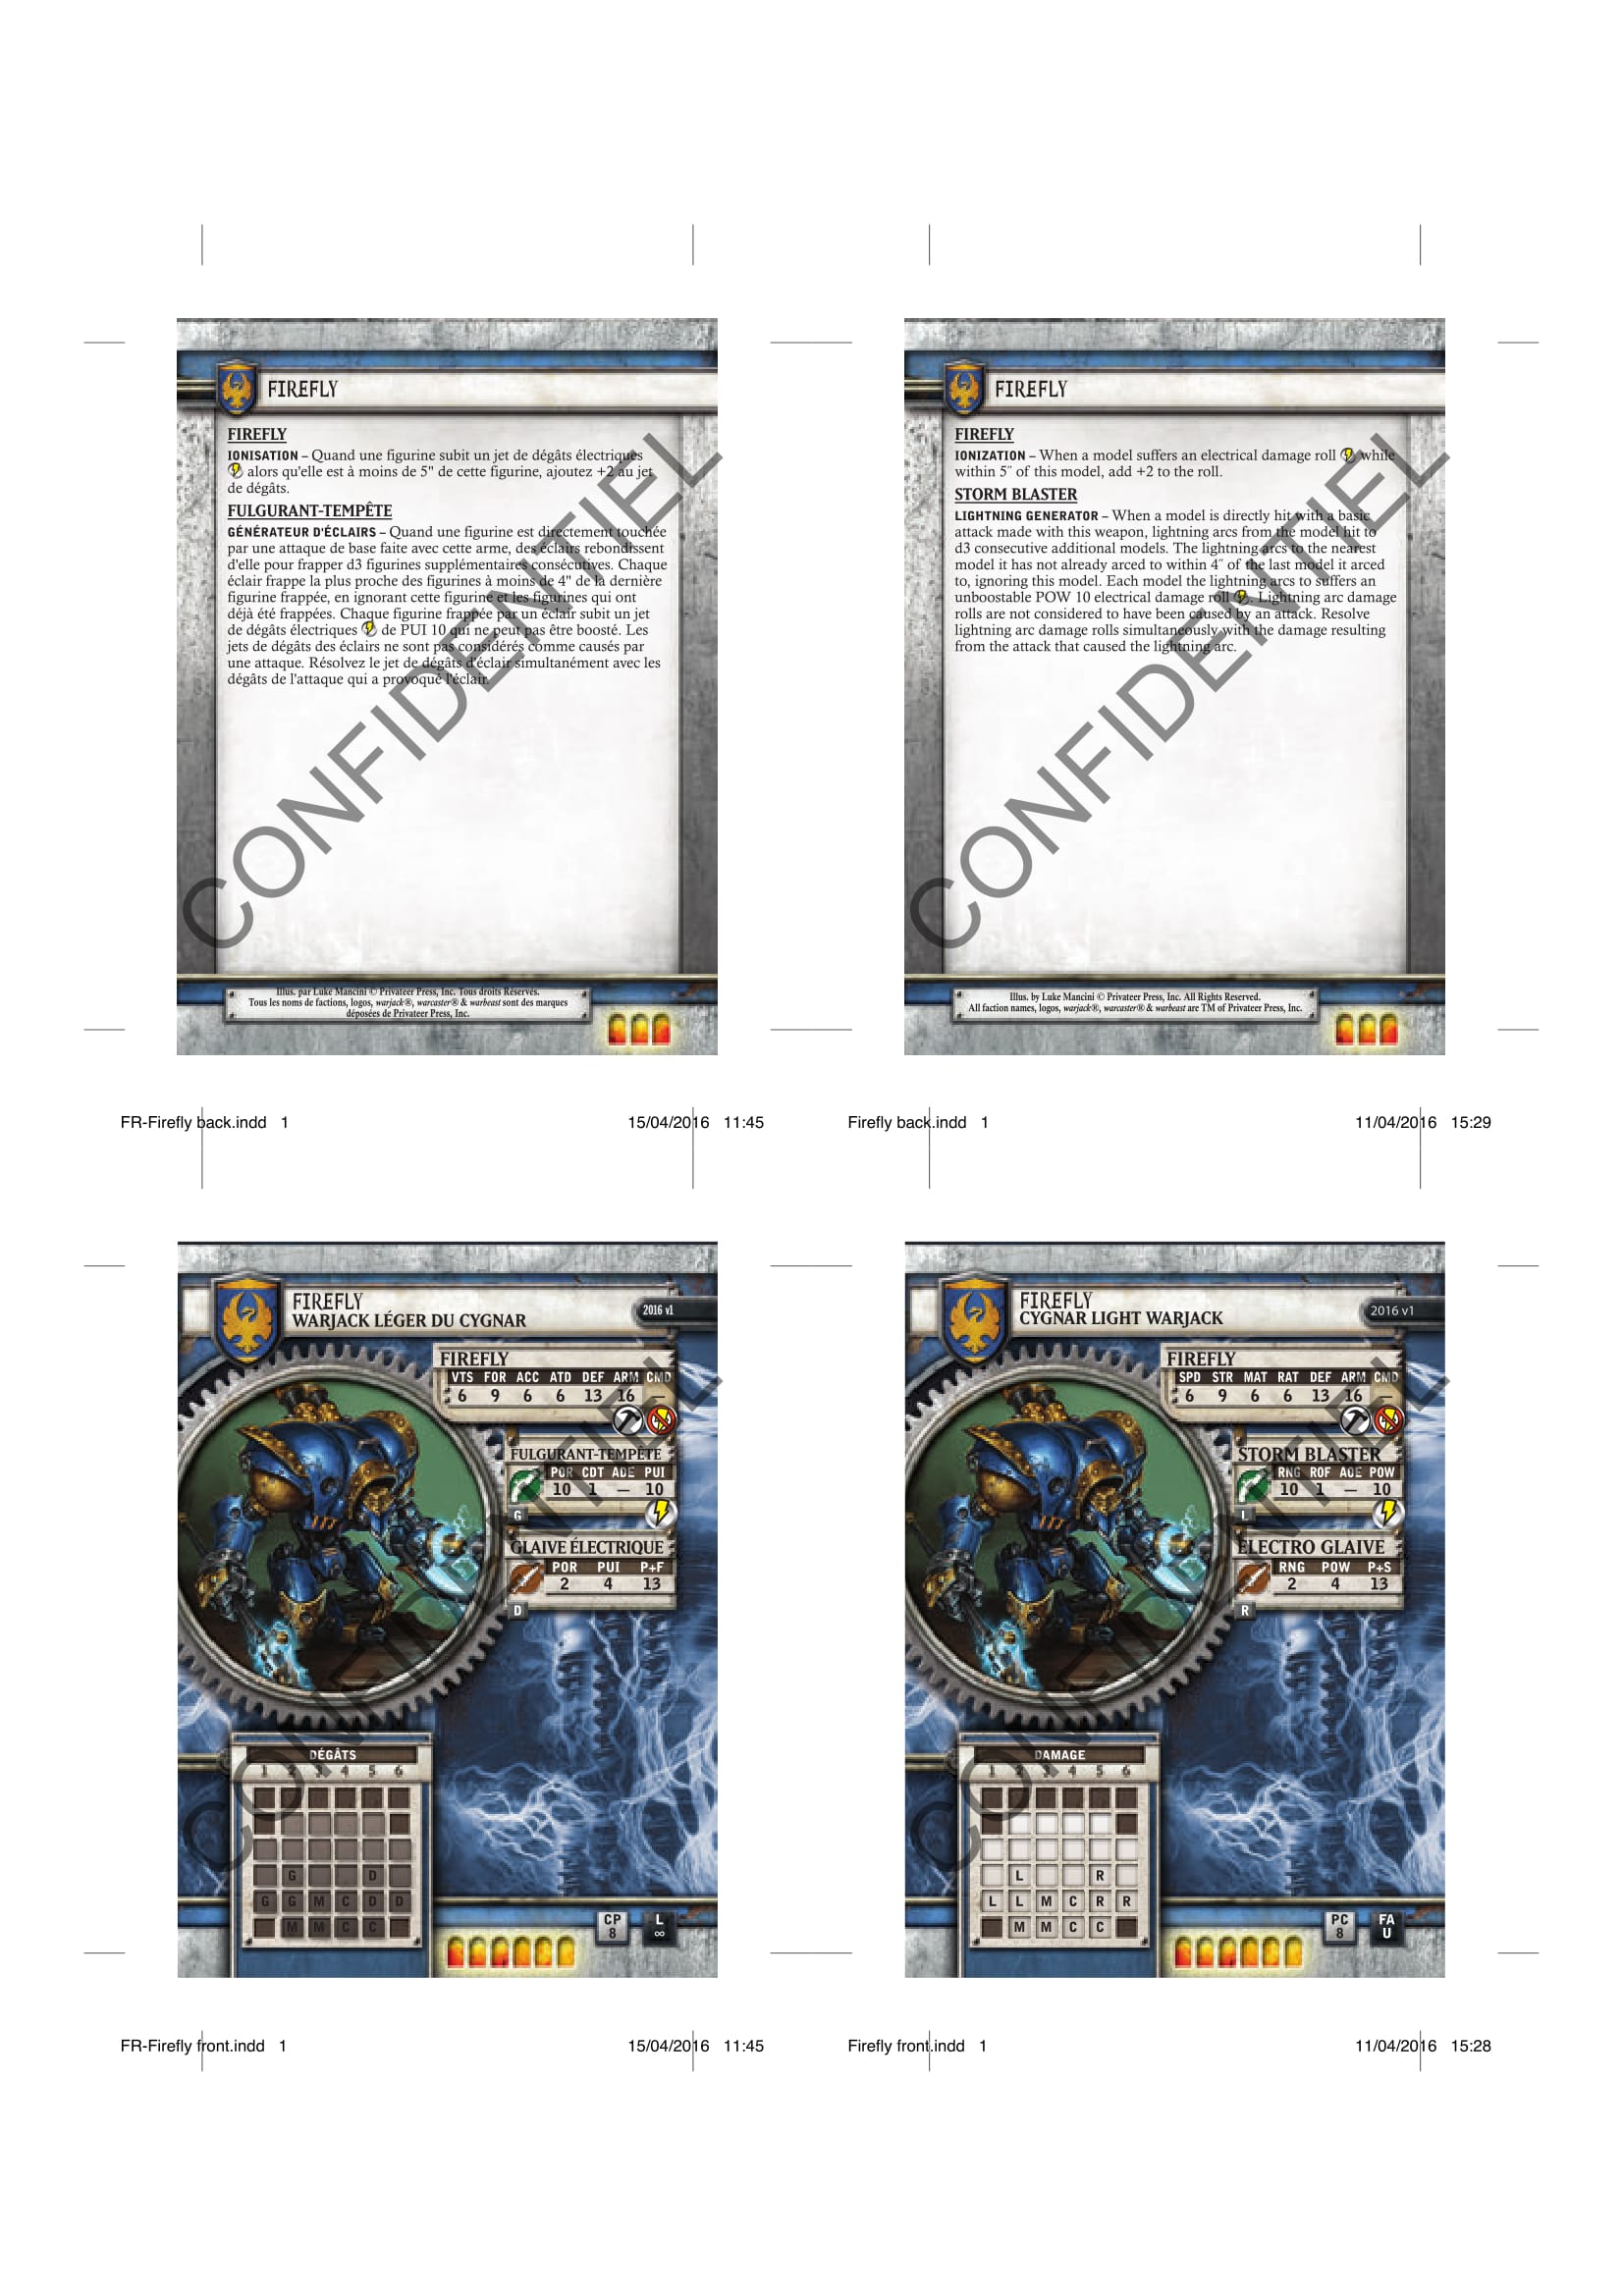 FIREFLY
FIREFLY
IONISATION – Quand une figurine subit un jet de dégâts électriques
alors qu'elle est à moins de 5" de cette figurine, ajoutez +2 au jet
de dégâts.
FULGURANT-TEMPÊTE
GÉNÉRATEUR D'ÉCLAIRS – Quand une figurine est directement touchée
par une attaque de base faite avec cette arme, des éclairs rebondissent
d'elle pour frapper d3 figurines supplémentaires consécutives. Chaque
éclair frappe la plus proche des figurines à moins de 4" de la dernière
figurine frappée, en ignorant cette figurine et les figurines qui ont
déjà été frappées. Chaque figurine frappée par un éclair subit un jet
de dégâts électriques de PUI 10 qui ne peut pas être boosté. Les
jets de dégâts des éclairs ne sont pas considérés comme causés par
une attaque. Résolvez le jet de dégâts d'éclair simultanément avec les
dégâts de l'attaque qui a provoqué l'éclair.
CONFIDENTIEL
Illus. par Luke Mancini © Privateer Press, Inc. Tous droits Réservés.
Tous les noms de factions, logos, warjack®, warcaster® & warbeast sont des marques
déposées de Privateer Press, Inc.
FR-Firefly back.indd 1
15/04/2016 11:45
FIREFLY
FIREFLY
IONIZATION – When a model suffers an electrical damage roll while
within 5˝ of this model, add +2 to the roll.
STORM BLASTER
LIGHTNING GENERATOR – When a model is directly hit with a basic
attack made with this weapon, lightning arcs from the model hit to
d3 consecutive additional models. The lightning arcs to the nearest
model it has not already arced to within 4˝ of the last model it arced
to, ignoring this model. Each model the lightning arcs to suffers an
unboostable POW 10 electrical damage roll . Lightning arc damage
rolls are not considered to have been caused by an attack. Resolve
lightning arc damage rolls simultaneously with the damage resulting
from the attack that caused the lightning arc.
CONFIDENTIEL
Illus. by Luke Mancini © Privateer Press, Inc. All Rights Reserved.
All faction names, logos, warjack®, warcaster® & warbeast are TM of Privateer Press, Inc.
Firefly back.indd 1
11/04/2016 15:29
FIREFLY
WARJACK LÉGER DU CYGNAR
2016 v1
FIREFLY
VTS FOR ACC ATD DEF ARM CMD
6 9 6 6 13 16 —
FULGURANT-TEMPÊTE
POR CDT ADE PUI
10 1 — 10
G
GLAIVE ÉLECTRIQUE
POR PUI P+F
2 4 13
D
DÉGÂTS
1 2 3 4 5 6
G D
G G M C D D
M M C C
CP
8
L
∞
CONFIDENTIEL
FR-Firefly front.indd 1
15/04/2016 11:45
FIREFLY
CYGNAR LIGHT WARJACK
2016 v1
FIREFLY
SPD STR MAT RAT DEF ARM CMD
6 9 6 6 13 16 —
STORM BLASTER
RNG ROF AOE POW
10 1 — 10
L
ELECTRO GLAIVE
RNG POW P+S
2 4 13
R
DAMAGE
1 2 3 4 5 6
L R
L L M C R R
M M C C
PC
8
FA
U
CONFIDENTIEL
Firefly front.indd 1
11/04/2016 15:28